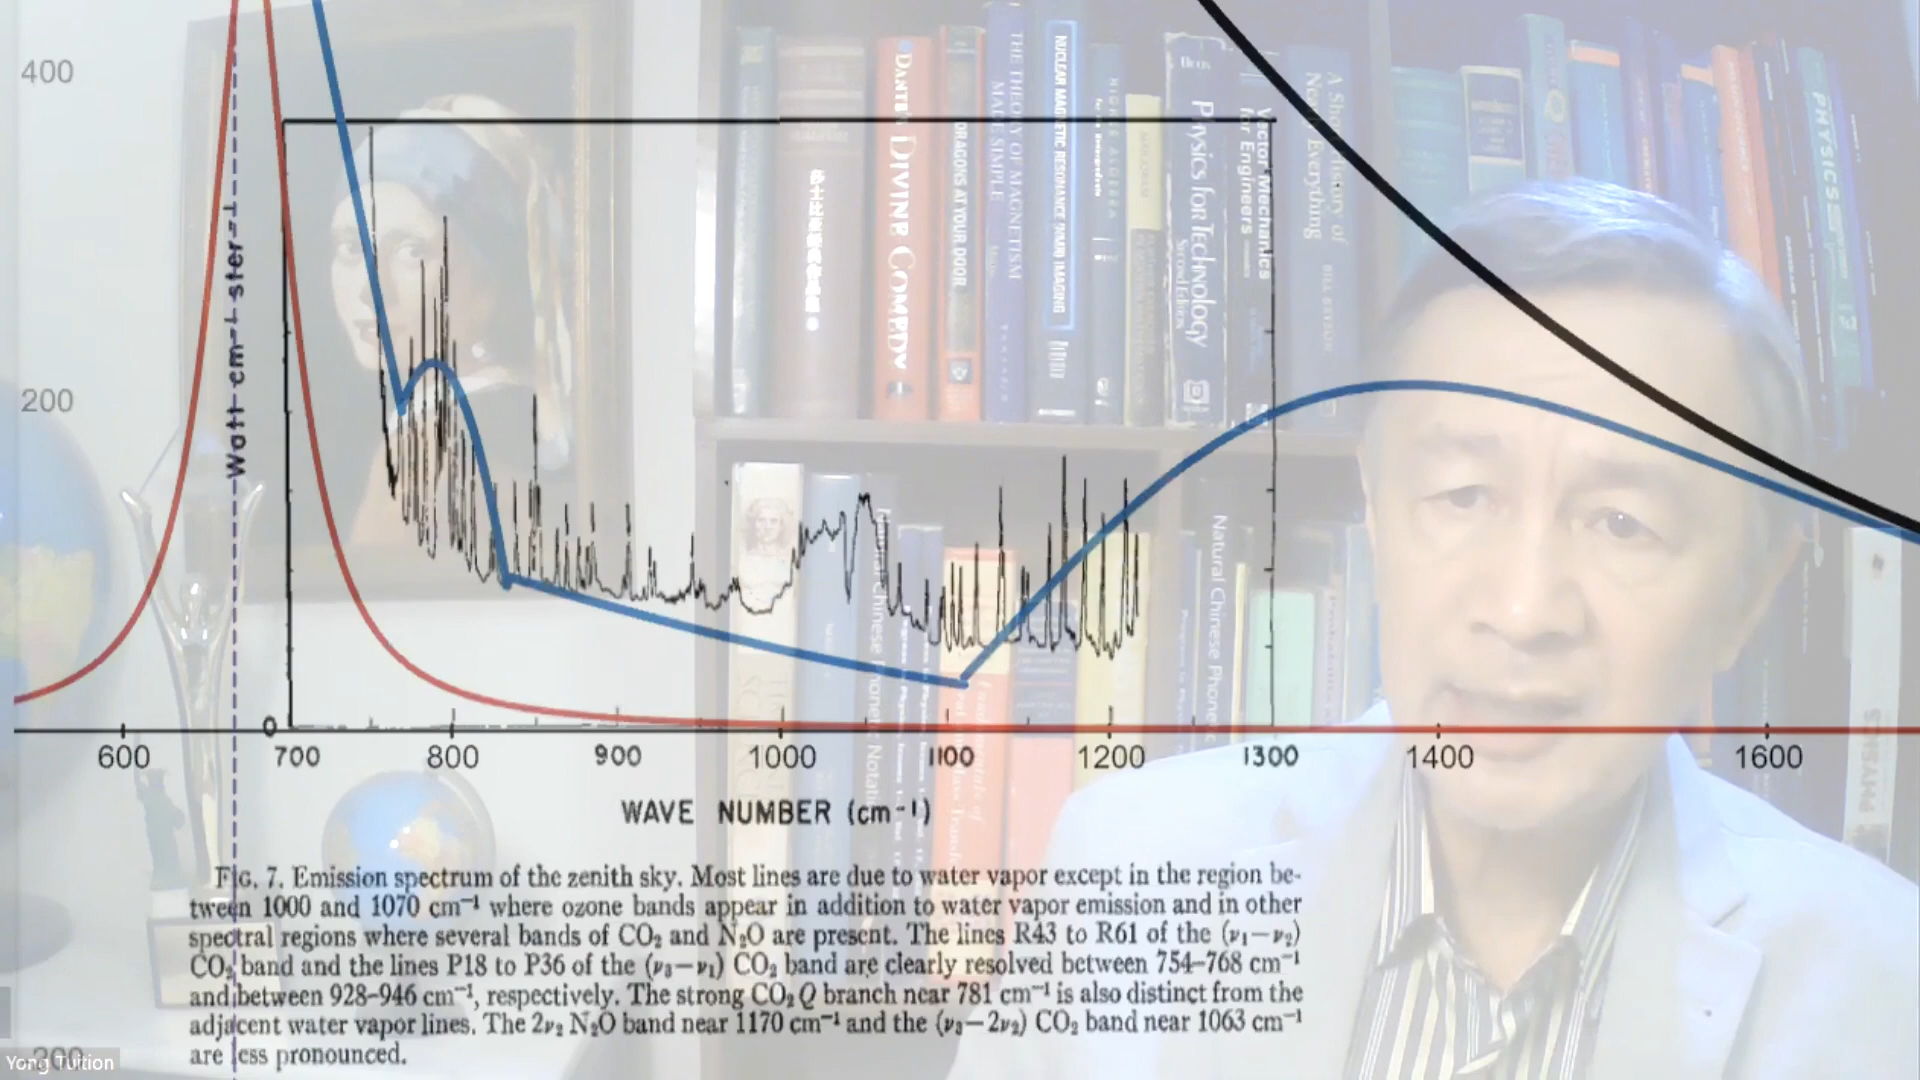 400
200
0
Watt cm⁻¹ ster⁻¹
600
700
800
900
1000
1100
1200
1300
1400
1600
WAVE NUMBER (cm⁻¹)
FIG. 7. Emission spectrum of the zenith sky. Most lines are due to water vapor except in the region be-
tween 1000 and 1070 cm⁻¹ where ozone bands appear in addition to water vapor emission and in other
spectral regions where several bands of CO₂ and N₂O are present. The lines R43 to R61 of the (ν₁−ν₂)
CO₂ band and the lines P18 to P36 of the (ν₃−ν₁) CO₂ band are clearly resolved between 754–768 cm⁻¹
and between 928–946 cm⁻¹, respectively. The strong CO₂ Q branch near 781 cm⁻¹ is also distinct from the
adjacent water vapor lines. The 2ν₂ N₂O band near 1170 cm⁻¹ and the (ν₃−2ν₂) CO₂ band near 1063 cm⁻¹
are less pronounced.
Yong Tuition
DANTE
DIVINE COMEDY
DRAGONS AT YOUR DOOR
THE THEORY OF MAGNETISM
MADE SIMPLE
NUCLEAR MAGNETIC RESONANCE
Physics for Technology
Second Edition
Vector Mechanics
for Engineers
A Short History of
Nearly Everything
BILL BRYSON
PHYSICS
Natural Chinese
PHYSICS